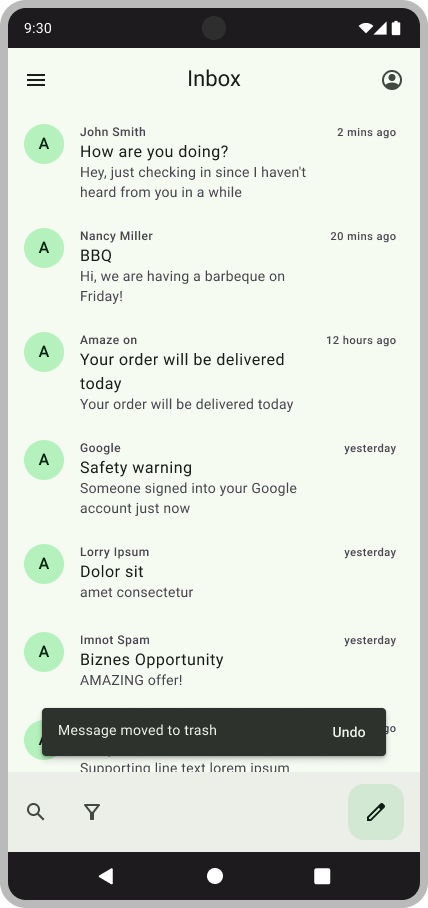 9:30
Inbox
A
John Smith
2 mins ago
How are you doing?
Hey, just checking in since I haven't
heard from you in a while
A
Nancy Miller
20 mins ago
BBQ
Hi, we are having a barbeque on
Friday!
A
Amaze on
12 hours ago
Your order will be delivered
today
Your order will be delivered today
A
Google
yesterday
Safety warning
Someone signed into your Google
account just now
A
Lorry Ipsum
yesterday
Dolor sit
amet consectetur
A
Imnot Spam
yesterday
Biznes Opportunity
AMAZING offer!
go
Message moved to trash
Undo
Supporting line text lorem ipsum